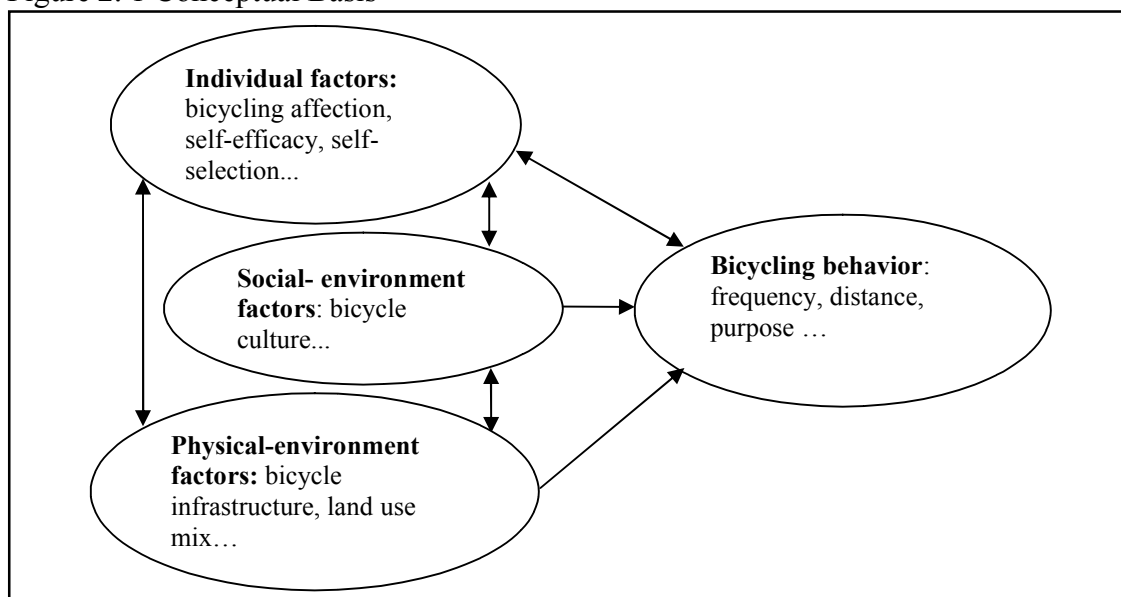 Figure 2. 1 Conceptual Basis
Individual factors:
bicycling affection,
self-efficacy, self-
selection...
Social- environment
factors: bicycle
culture...
Bicycling behavior:
frequency, distance,
purpose …
Physical-environment
factors: bicycle
infrastructure, land use
mix…